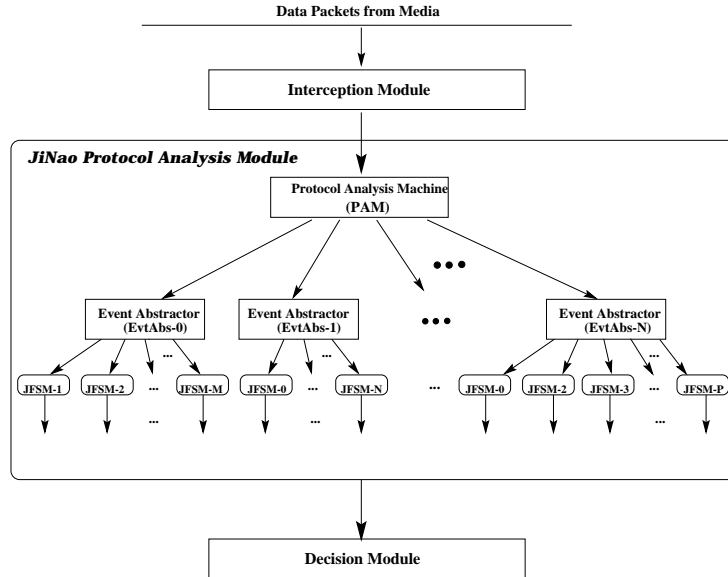 Data Packets from Media
Interception Module
JiNao Protocol Analysis Module
Protocol Analysis Machine
(PAM)
●●●
●●●
Event Abstractor
(EvtAbs-0)
Event Abstractor
(EvtAbs-1)
Event Abstractor
(EvtAbs-N)
... ... ...
JFSM-1 JFSM-2 ... JFSM-M JFSM-0 ... JFSM-N ... JFSM-0 JFSM-2 JFSM-3 ... JFSM-P
... ... ...
Decision Module